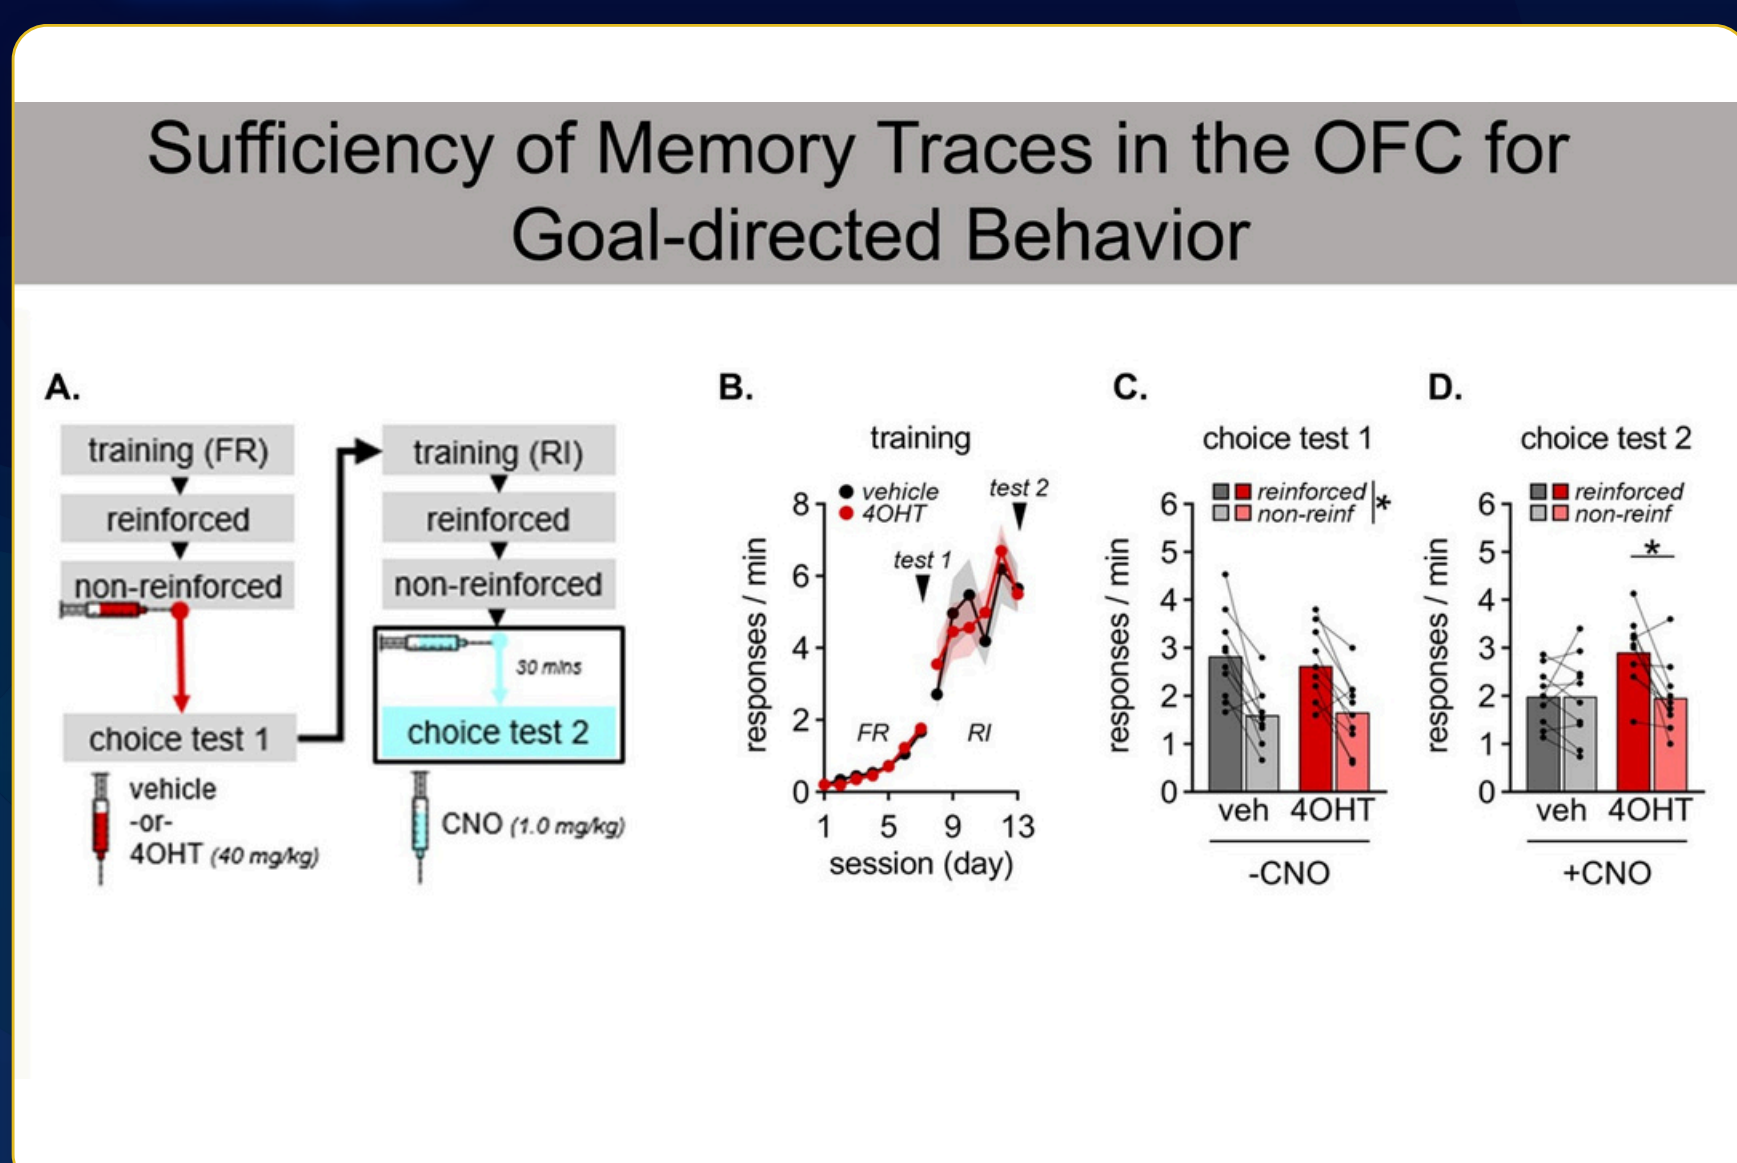 Sufficiency of Memory Traces in the OFC for
Goal-directed Behavior
A.
training (FR)
reinforced
non-reinforced
choice test 1
vehicle
-or-
4OHT (40 mg/kg)
training (RI)
reinforced
non-reinforced
30 mins
choice test 2
CNO (1.0 mg/kg)
B.
training
vehicle
4OHT
test 1
test 2
responses / min
8
6
4
2
0
FR
RI
1 5 9 13
session (day)
C.
choice test 1
reinforced
non-reinf
*
responses / min
6
5
4
3
2
1
0
veh 4OHT
-CNO
D.
choice test 2
reinforced
non-reinf
*
responses / min
6
5
4
3
2
1
0
veh 4OHT
+CNO